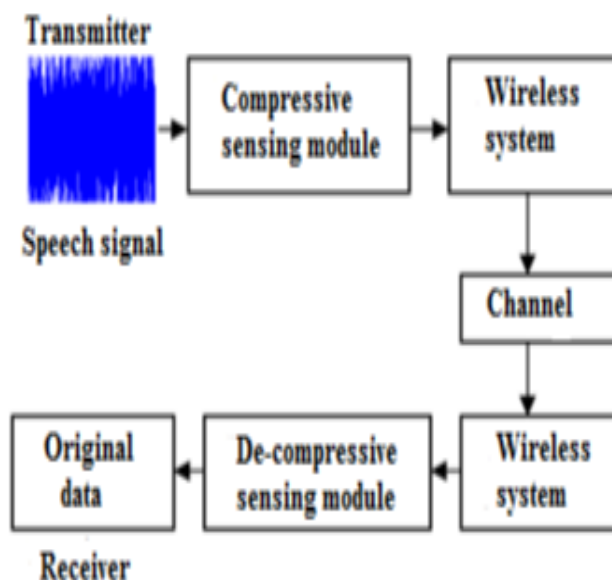 Transmitter
Speech signal
Compressive
sensing module
Wireless
system
Channel
Wireless
system
De-compressive
sensing module
Original
data
Receiver